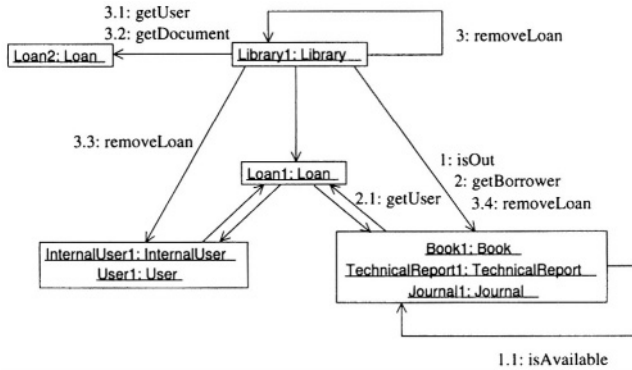 3.1: getUser
3.2: getDocument
3: removeLoan
Loan2: Loan
Library1: Library
3.3: removeLoan
1: isOut
2: getBorrower
3.4: removeLoan
Loan1: Loan
2.1: getUser
InternalUser1: InternalUser
User1: User
Book1: Book
TechnicalReport1: TechnicalReport
Journal1: Journal
1.1: isAvailable